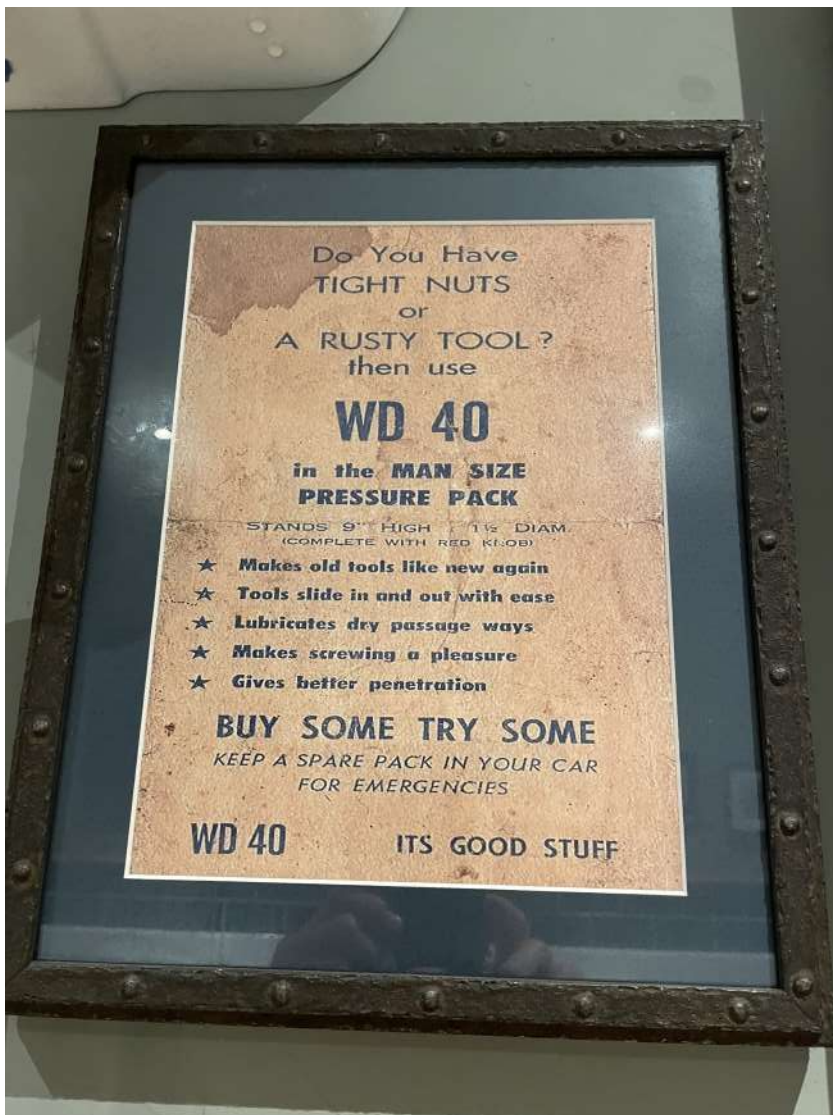 Do You Have
TIGHT NUTS
or
A RUSTY TOOL?
then use
WD 40
in the MAN SIZE
PRESSURE PACK
STANDS 9" HIGH 1½ DIAM.
(COMPLETE WITH RED KNOB)
★ Makes old tools like new again
★ Tools slide in and out with ease
★ Lubricates dry passage ways
★ Makes screwing a pleasure
★ Gives better penetration
BUY SOME TRY SOME
KEEP A SPARE PACK IN YOUR CAR
FOR EMERGENCIES
WD 40 ITS GOOD STUFF